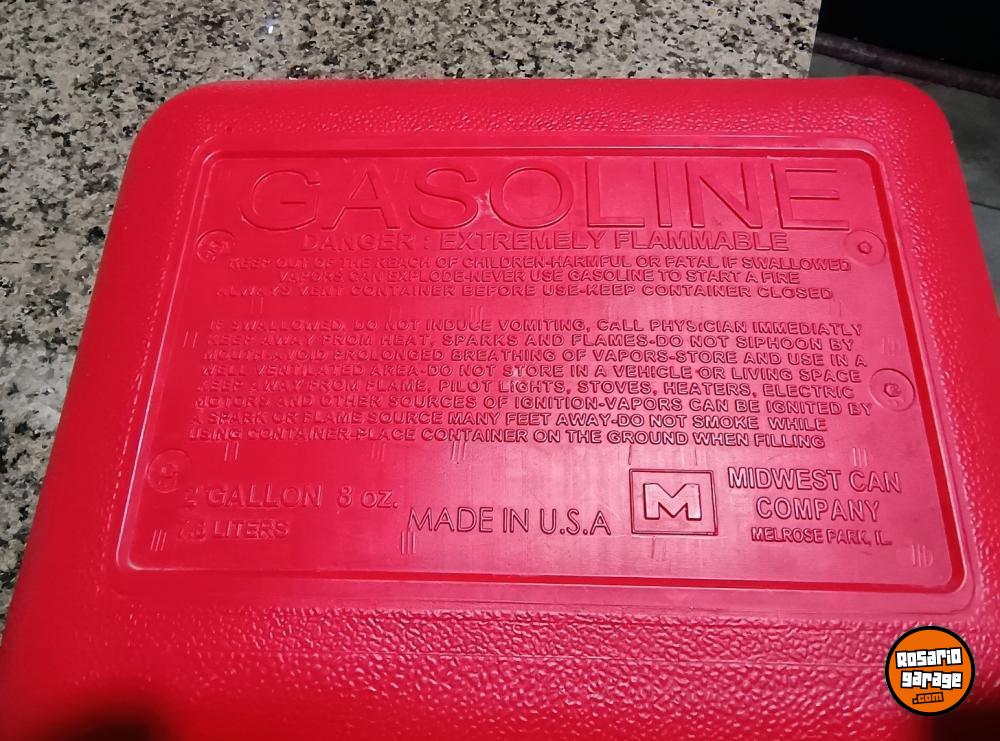 GASOLINE
DANGER : EXTREMELY FLAMMABLE
KEEP OUT OF THE REACH OF CHILDREN-HARMFUL OR FATAL IF SWALLOWED
VAPORS CAN EXPLODE-NEVER USE GASOLINE TO START A FIRE
ALWAYS VENT CONTAINER BEFORE USE-KEEP CONTAINER CLOSED
IF SWALLOWED, DO NOT INDUCE VOMITING, CALL PHYSICIAN IMMEDIATLY
KEEP AWAY FROM HEAT, SPARKS AND FLAMES-DO NOT SIPHOON BY
MOUTH-AVOID PROLONGED BREATHING OF VAPORS-STORE AND USE IN A
WELL VENTILATED AREA-DO NOT STORE IN A VEHICLE OR LIVING SPACE
KEEP AWAY FROM FLAME, PILOT LIGHTS, STOVES, HEATERS, ELECTRIC
MOTORS AND OTHER SOURCES OF IGNITION-VAPORS CAN BE IGNITED BY
A SPARK OR FLAME SOURCE MANY FEET AWAY-DO NOT SMOKE WHILE
USING CONTAINER-PLACE CONTAINER ON THE GROUND WHEN FILLING
GALLON 8 OZ.
LITERS
MADE IN U.S.A
M
MIDWEST CAN
COMPANY
MELROSE PARK, IL.
Rosario
garage
.com